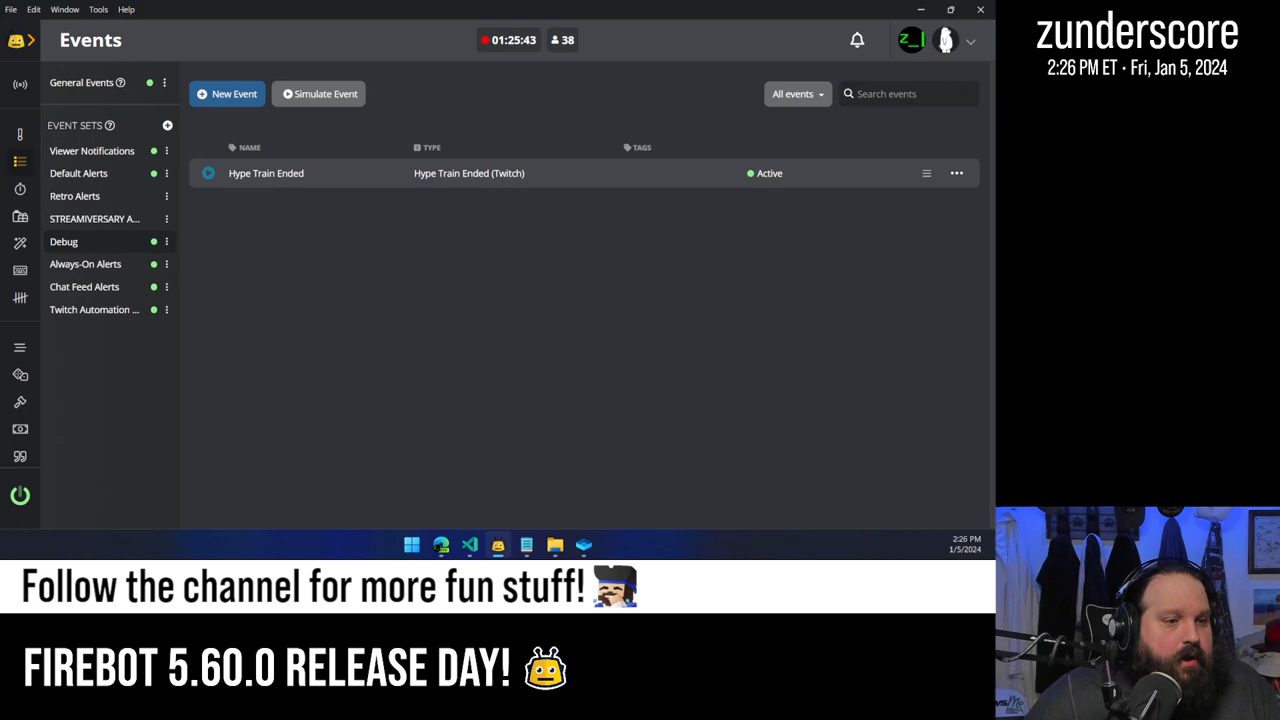 File Edit Window Tools Help
Events
01:25:43 38
General Events
New Event
Simulate Event
All events
Search events
EVENT SETS
NAME TYPE TAGS
Viewer Notifications
Default Alerts
Hype Train Ended Hype Train Ended (Twitch) Active
Retro Alerts
STREAMIVERSARY A...
Debug
Always-On Alerts
Chat Feed Alerts
Twitch Automation ...
2:26 PM
1/5/2024
zunderscore
2:26 PM ET • Fri, Jan 5, 2024
Follow the channel for more fun stuff!
FIREBOT 5.60.0 RELEASE DAY!